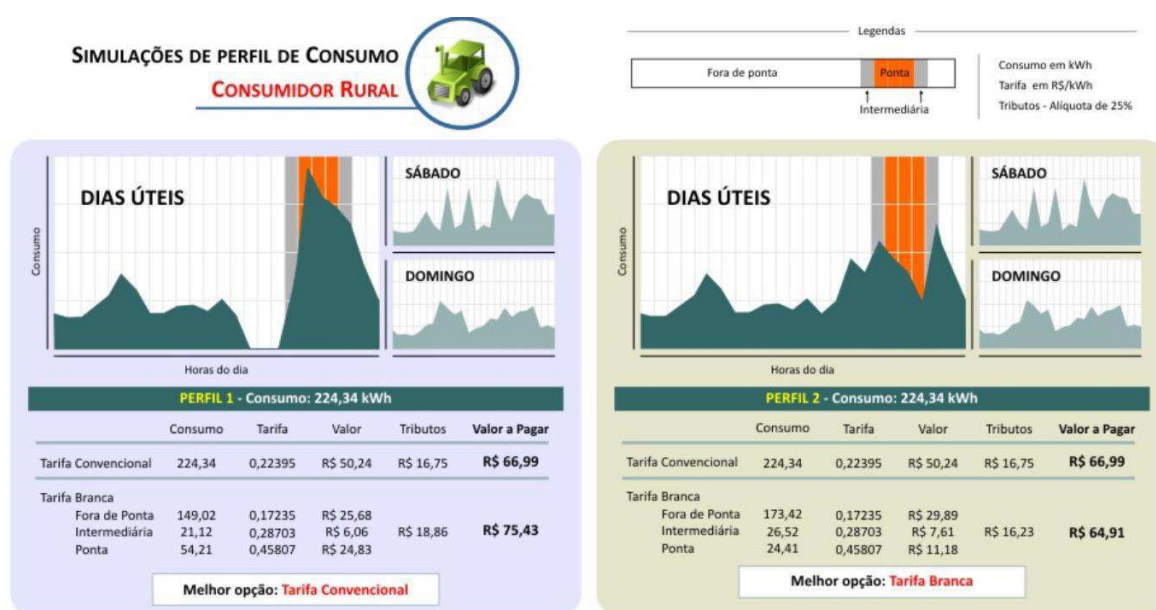 SIMULAÇÕES DE PERFIL DE CONSUMO
CONSUMIDOR RURAL
Legendas
Fora de ponta
Ponta
Intermediária
Consumo em kWh
Tarifa em R$/kWh
Tributos - Alíquota de 25%
DIAS ÚTEIS
SÁBADO
DOMINGO
Consumo
Horas do dia
PERFIL 1 - Consumo: 224,34 kWh
Consumo Tarifa Valor Tributos Valor a Pagar
Tarifa Convencional 224,34 0,22395 R$ 50,24 R$ 16,75 R$ 66,99
Tarifa Branca
Fora de Ponta 149,02 0,17235 R$ 25,68
Intermediária 21,12 0,28703 R$ 6,06 R$ 18,86 R$ 75,43
Ponta 54,21 0,45807 R$ 24,83
Melhor opção: Tarifa Convencional
DIAS ÚTEIS
SÁBADO
DOMINGO
Consumo
Horas do dia
PERFIL 2 - Consumo: 224,34 kWh
Consumo Tarifa Valor Tributos Valor a Pagar
Tarifa Convencional 224,34 0,22395 R$ 50,24 R$ 16,75 R$ 66,99
Tarifa Branca
Fora de Ponta 173,42 0,17235 R$ 29,89
Intermediária 26,52 0,28703 R$ 7,61 R$ 16,23 R$ 64,91
Ponta 24,41 0,45807 R$ 11,18
Melhor opção: Tarifa Branca